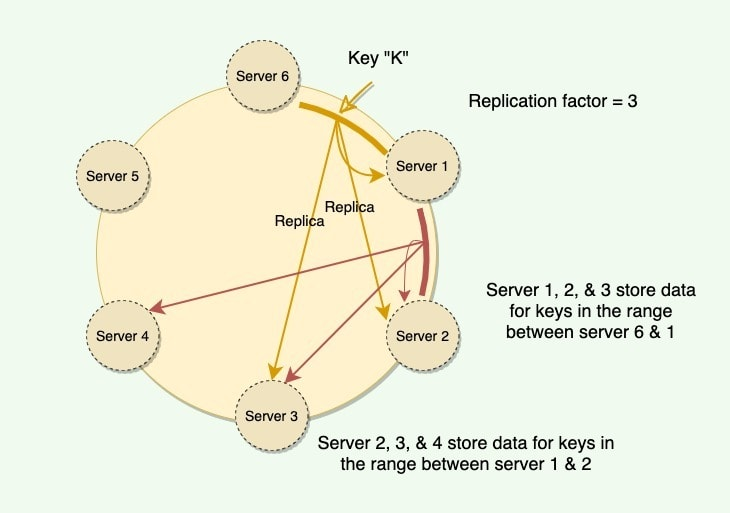 Key "K"
Server 6
Replication factor = 3
Server 1
Server 5
Replica
Replica
Server 1, 2, & 3 store data
for keys in the range
between server 6 & 1
Server 4
Server 2
Server 3
Server 2, 3, & 4 store data for keys in
the range between server 1 & 2